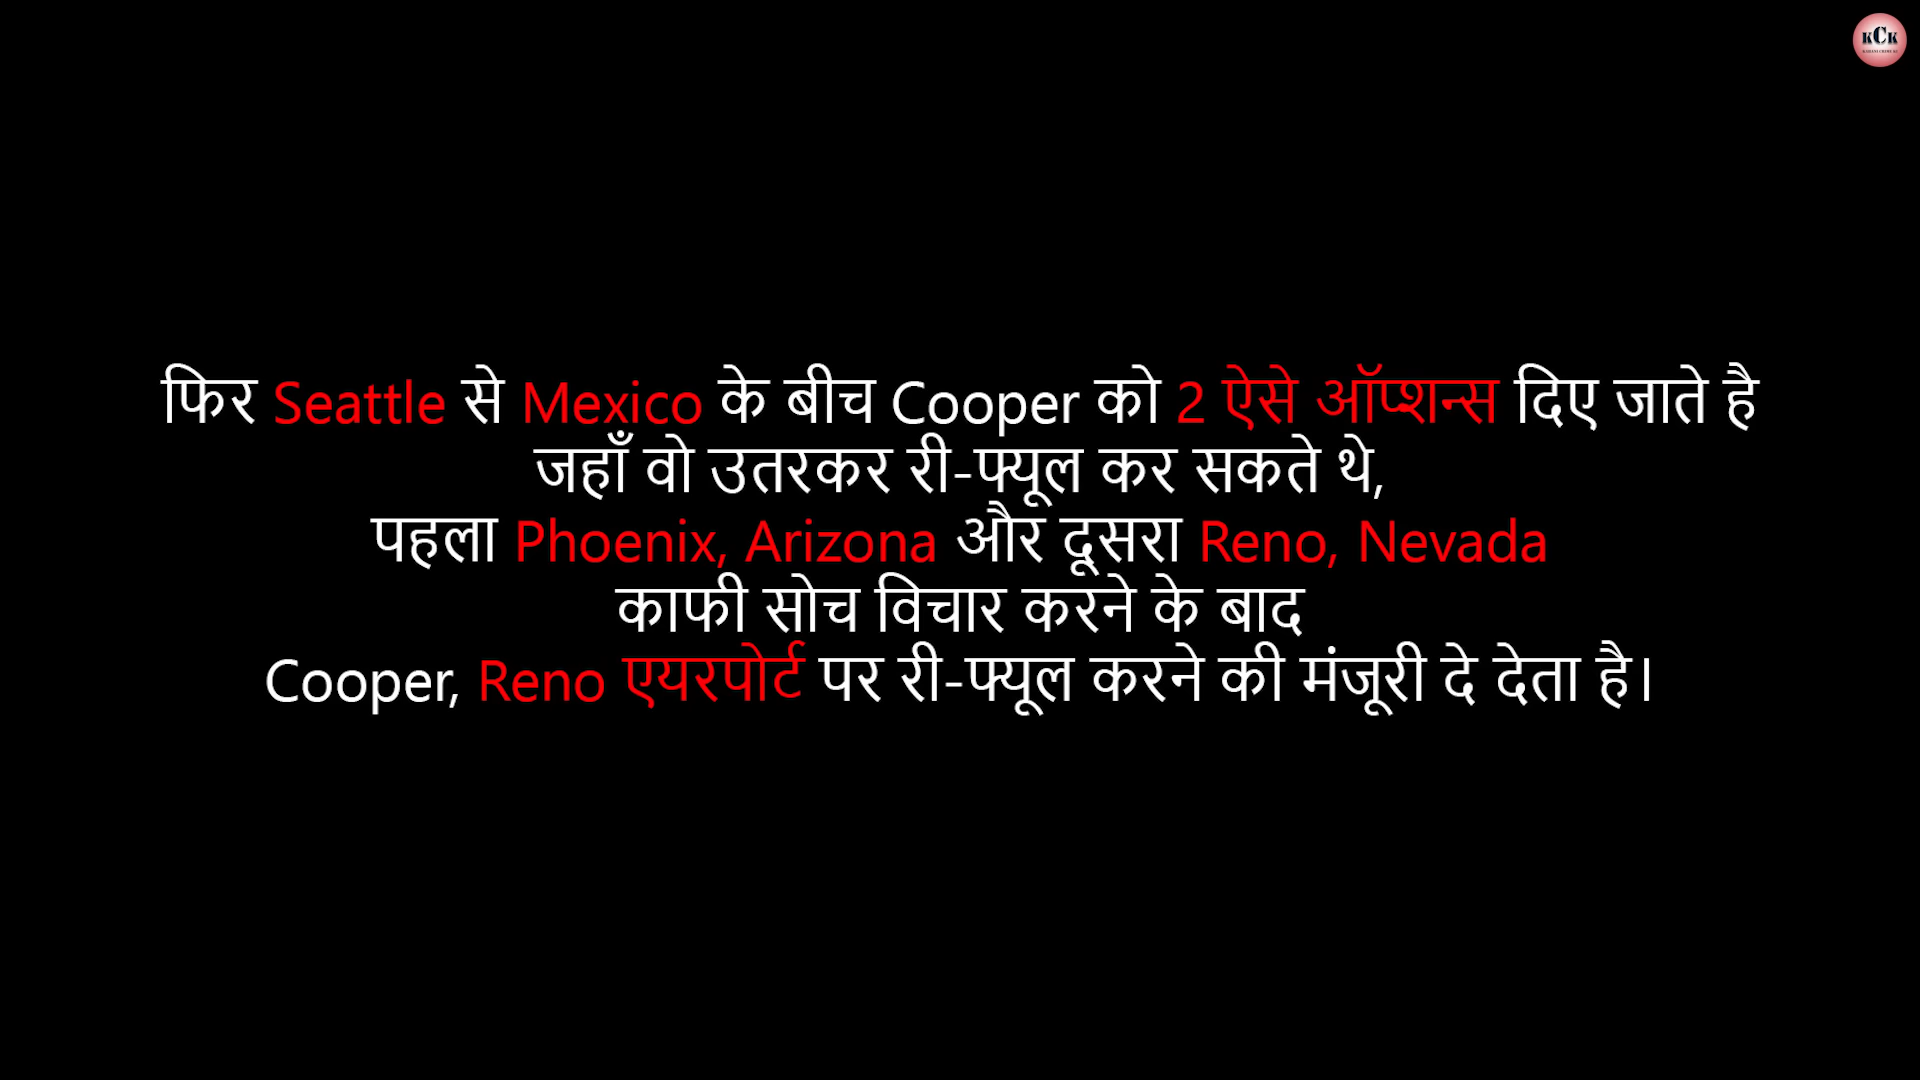 KCK
फिर Seattle से Mexico के बीच Cooper को 2 ऐसे ऑप्शन्स दिए जाते है
जहाँ वो उतरकर री-फ्यूल कर सकते थे,
पहला Phoenix, Arizona और दूसरा Reno, Nevada
काफी सोच विचार करने के बाद
Cooper, Reno एयरपोर्ट पर री-फ्यूल करने की मंजूरी दे देता है।